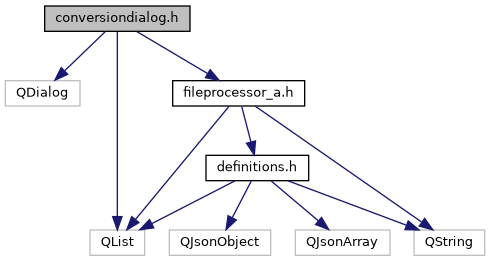 conversiondialog.h
QDialog
fileprocessor_a.h
definitions.h
QList
QJsonObject
QJsonArray
QString